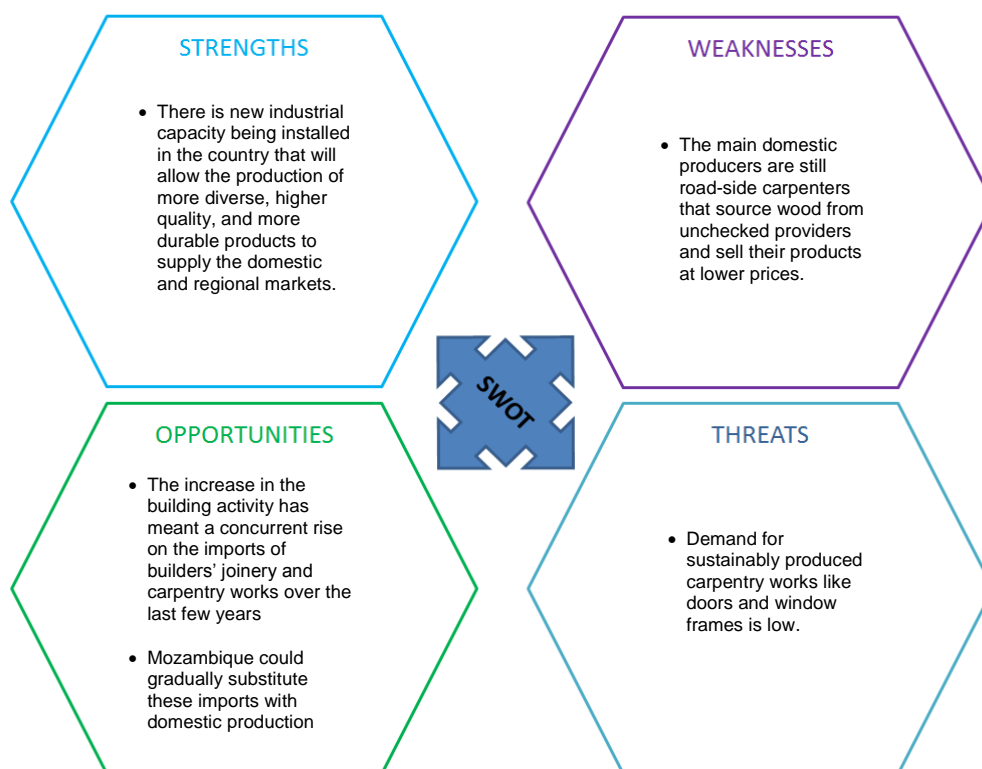 STRENGTHS
• There is new industrial
capacity being installed
in the country that will
allow the production of
more diverse, higher
quality, and more
durable products to
supply the domestic
and regional markets.
WEAKNESSES
• The main domestic
producers are still
road-side carpenters
that source wood from
unchecked providers
and sell their products
at lower prices.
SWOT
OPPORTUNITIES
• The increase in the
building activity has
meant a concurrent rise
on the imports of
builders’ joinery and
carpentry works over the
last few years
• Mozambique could
gradually substitute
these imports with
domestic production
THREATS
• Demand for
sustainably produced
carpentry works like
doors and window
frames is low.